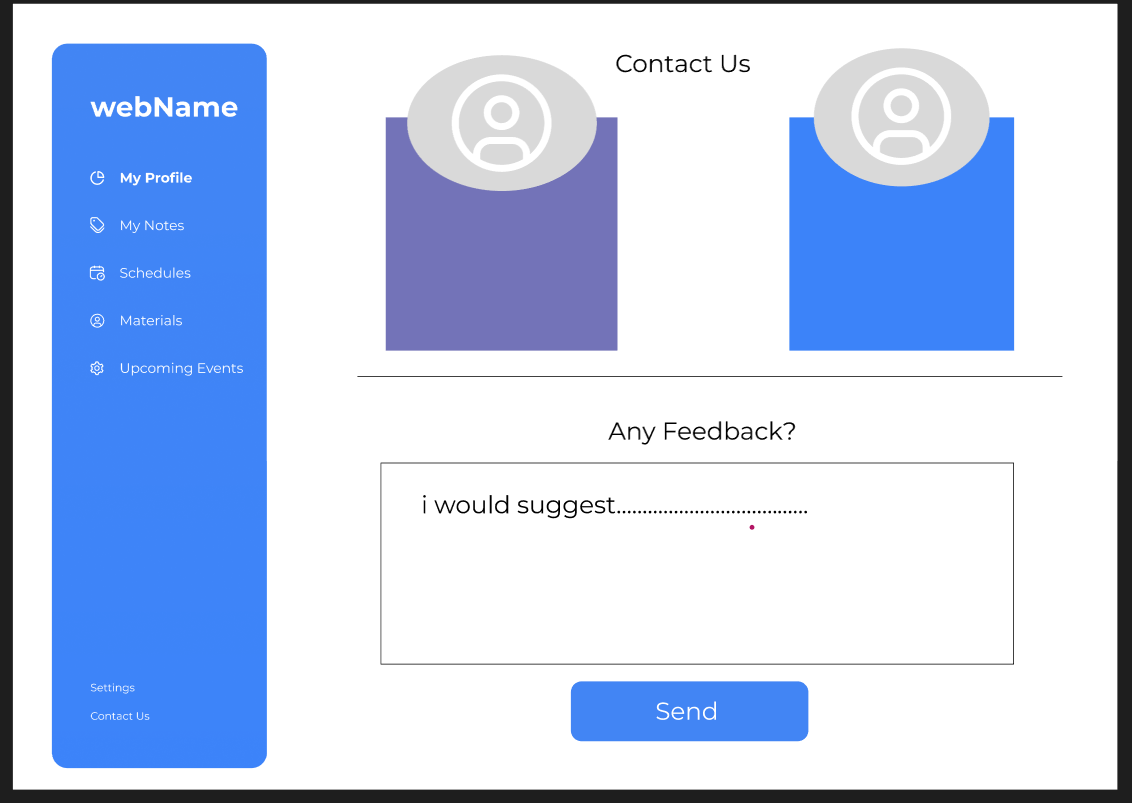 webName
My Profile
My Notes
Schedules
Materials
Upcoming Events
Settings
Contact Us
Contact Us
Any Feedback?
i would suggest.....................................
Send